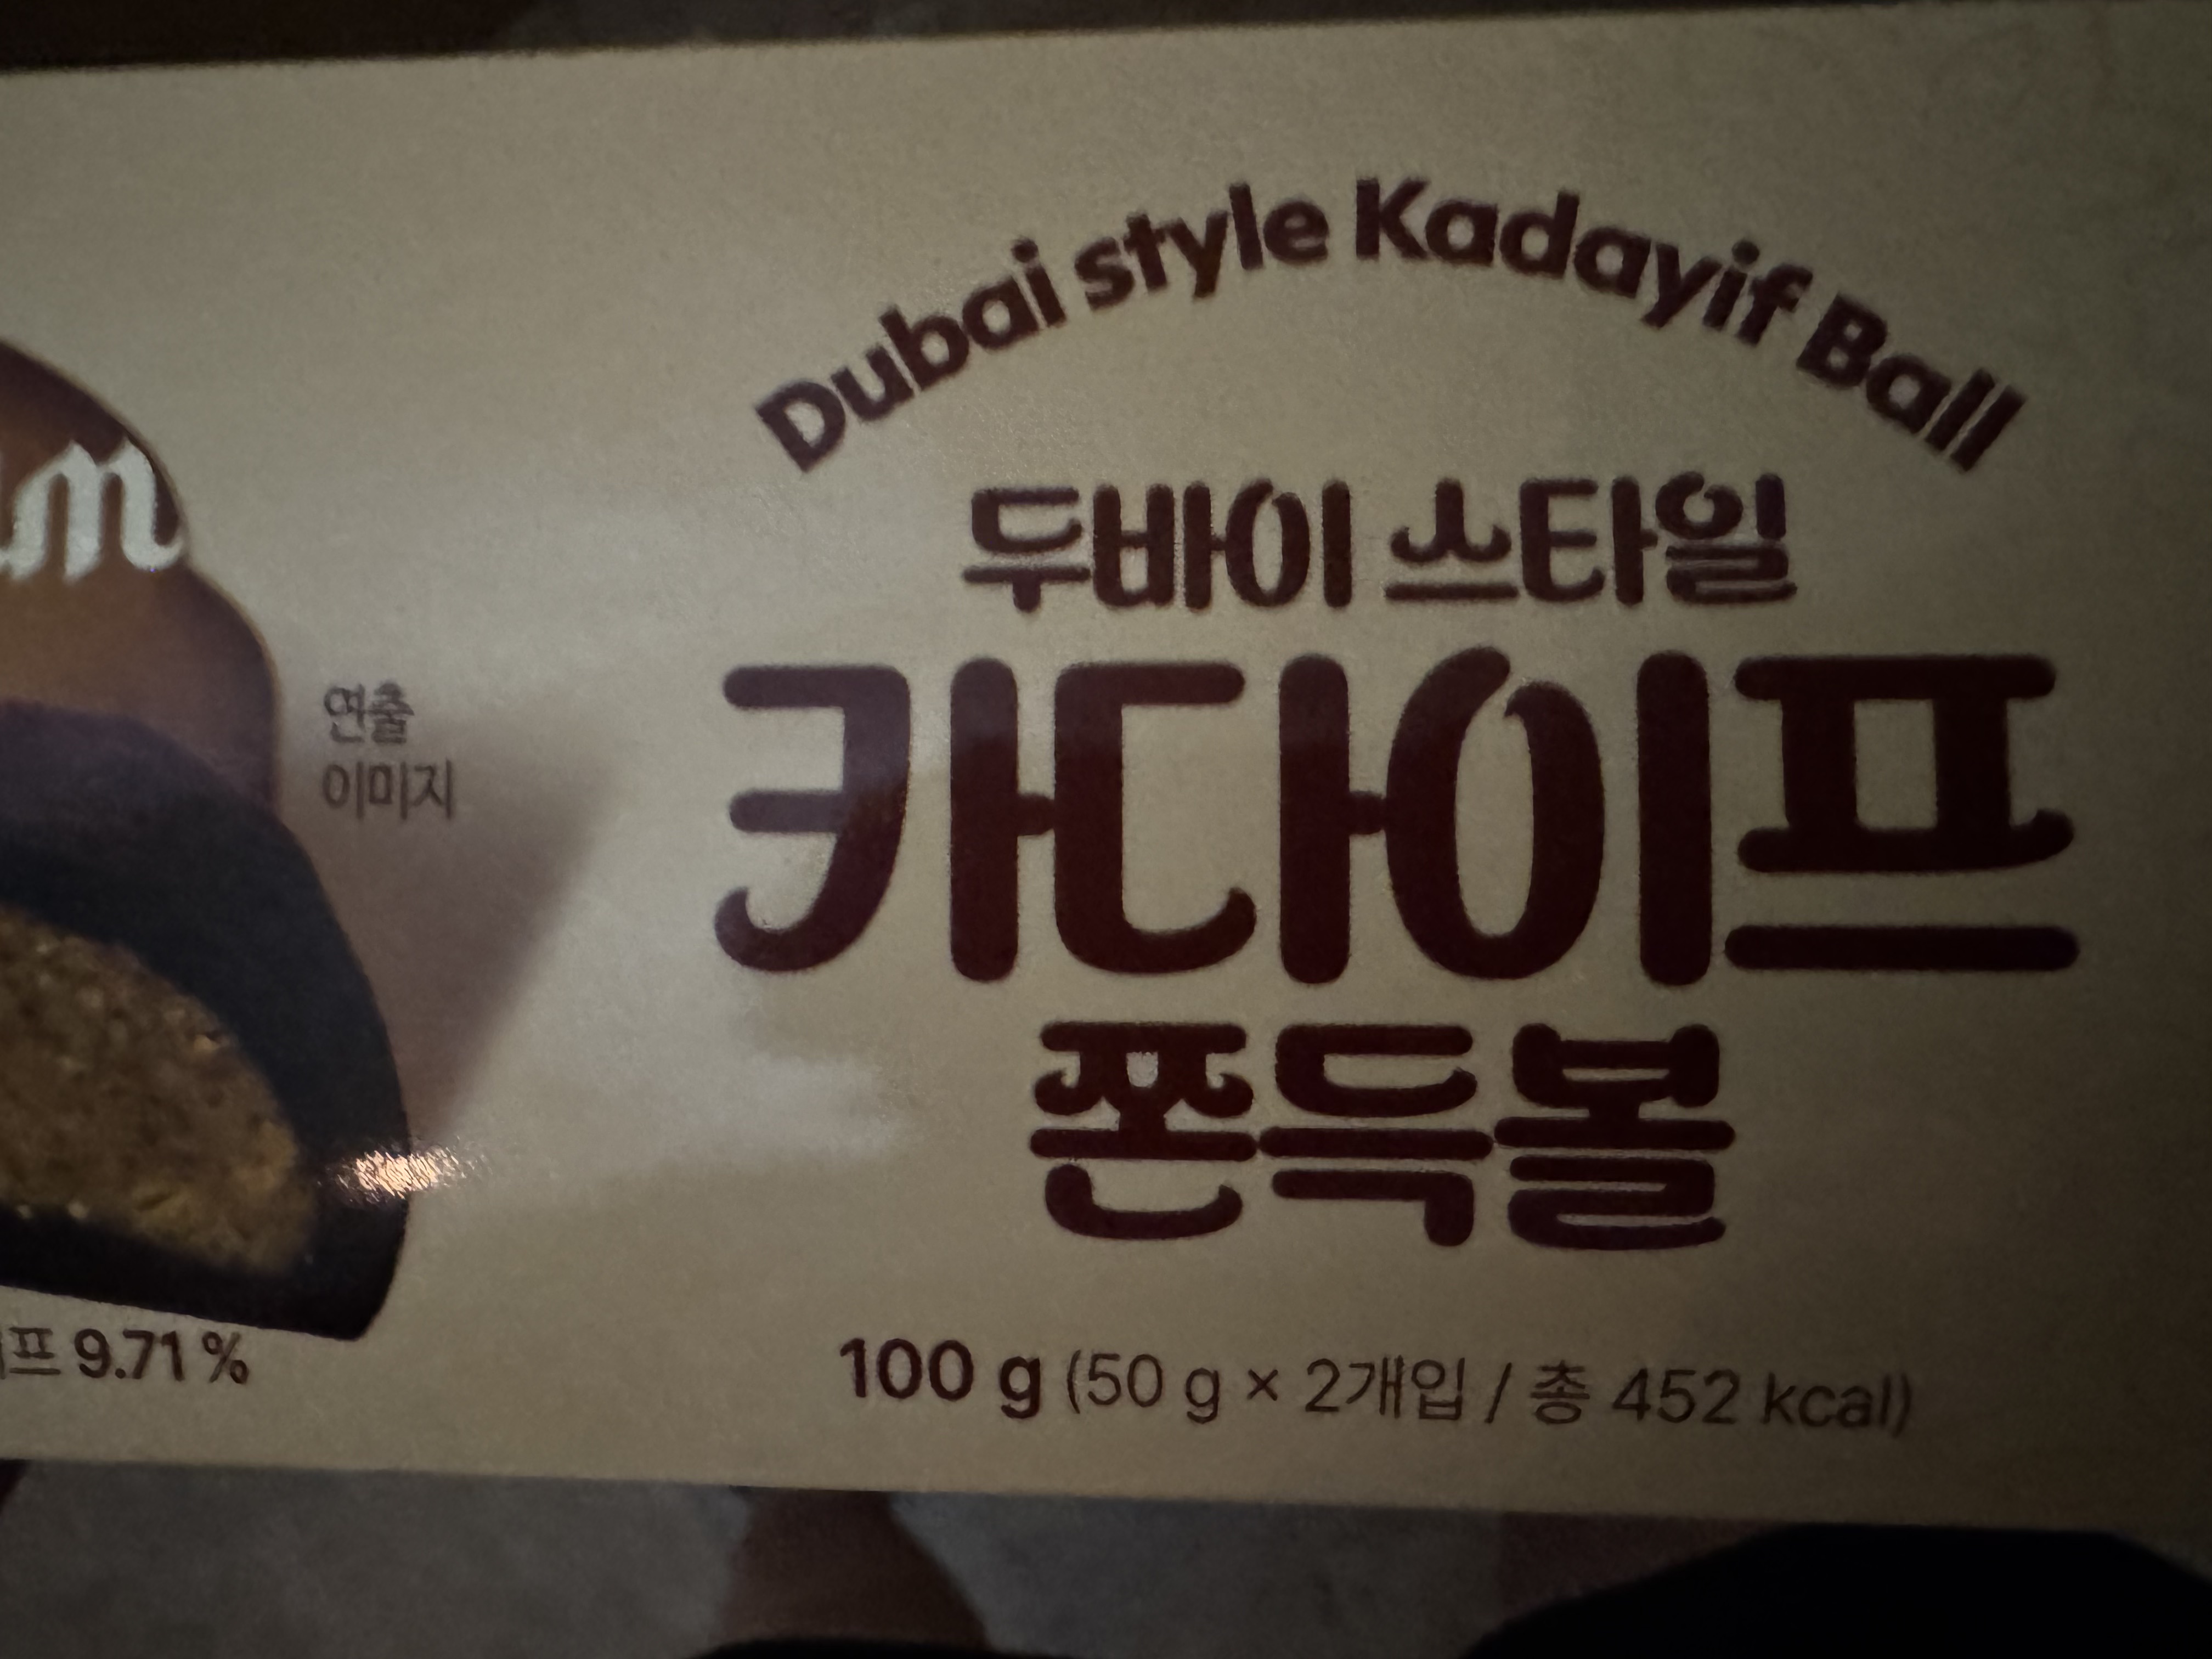 Dubai style Kadayif Ball
두바이 스타일
카다이프
쫀득볼
연출
이미지
프 9.71 %
100 g (50 g × 2개입 / 총 452 kcal)